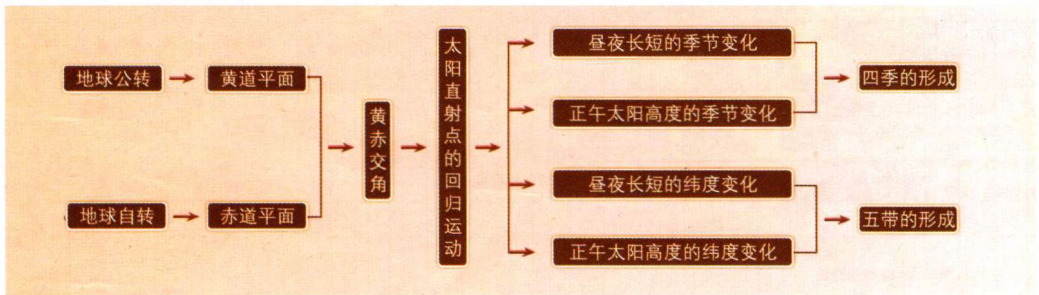 地球公转
黄道平面
地球自转
赤道平面
黄赤交角
太阳直射点的回归运动
昼夜长短的季节变化
正午太阳高度的季节变化
四季的形成
昼夜长短的纬度变化
正午太阳高度的纬度变化
五带的形成